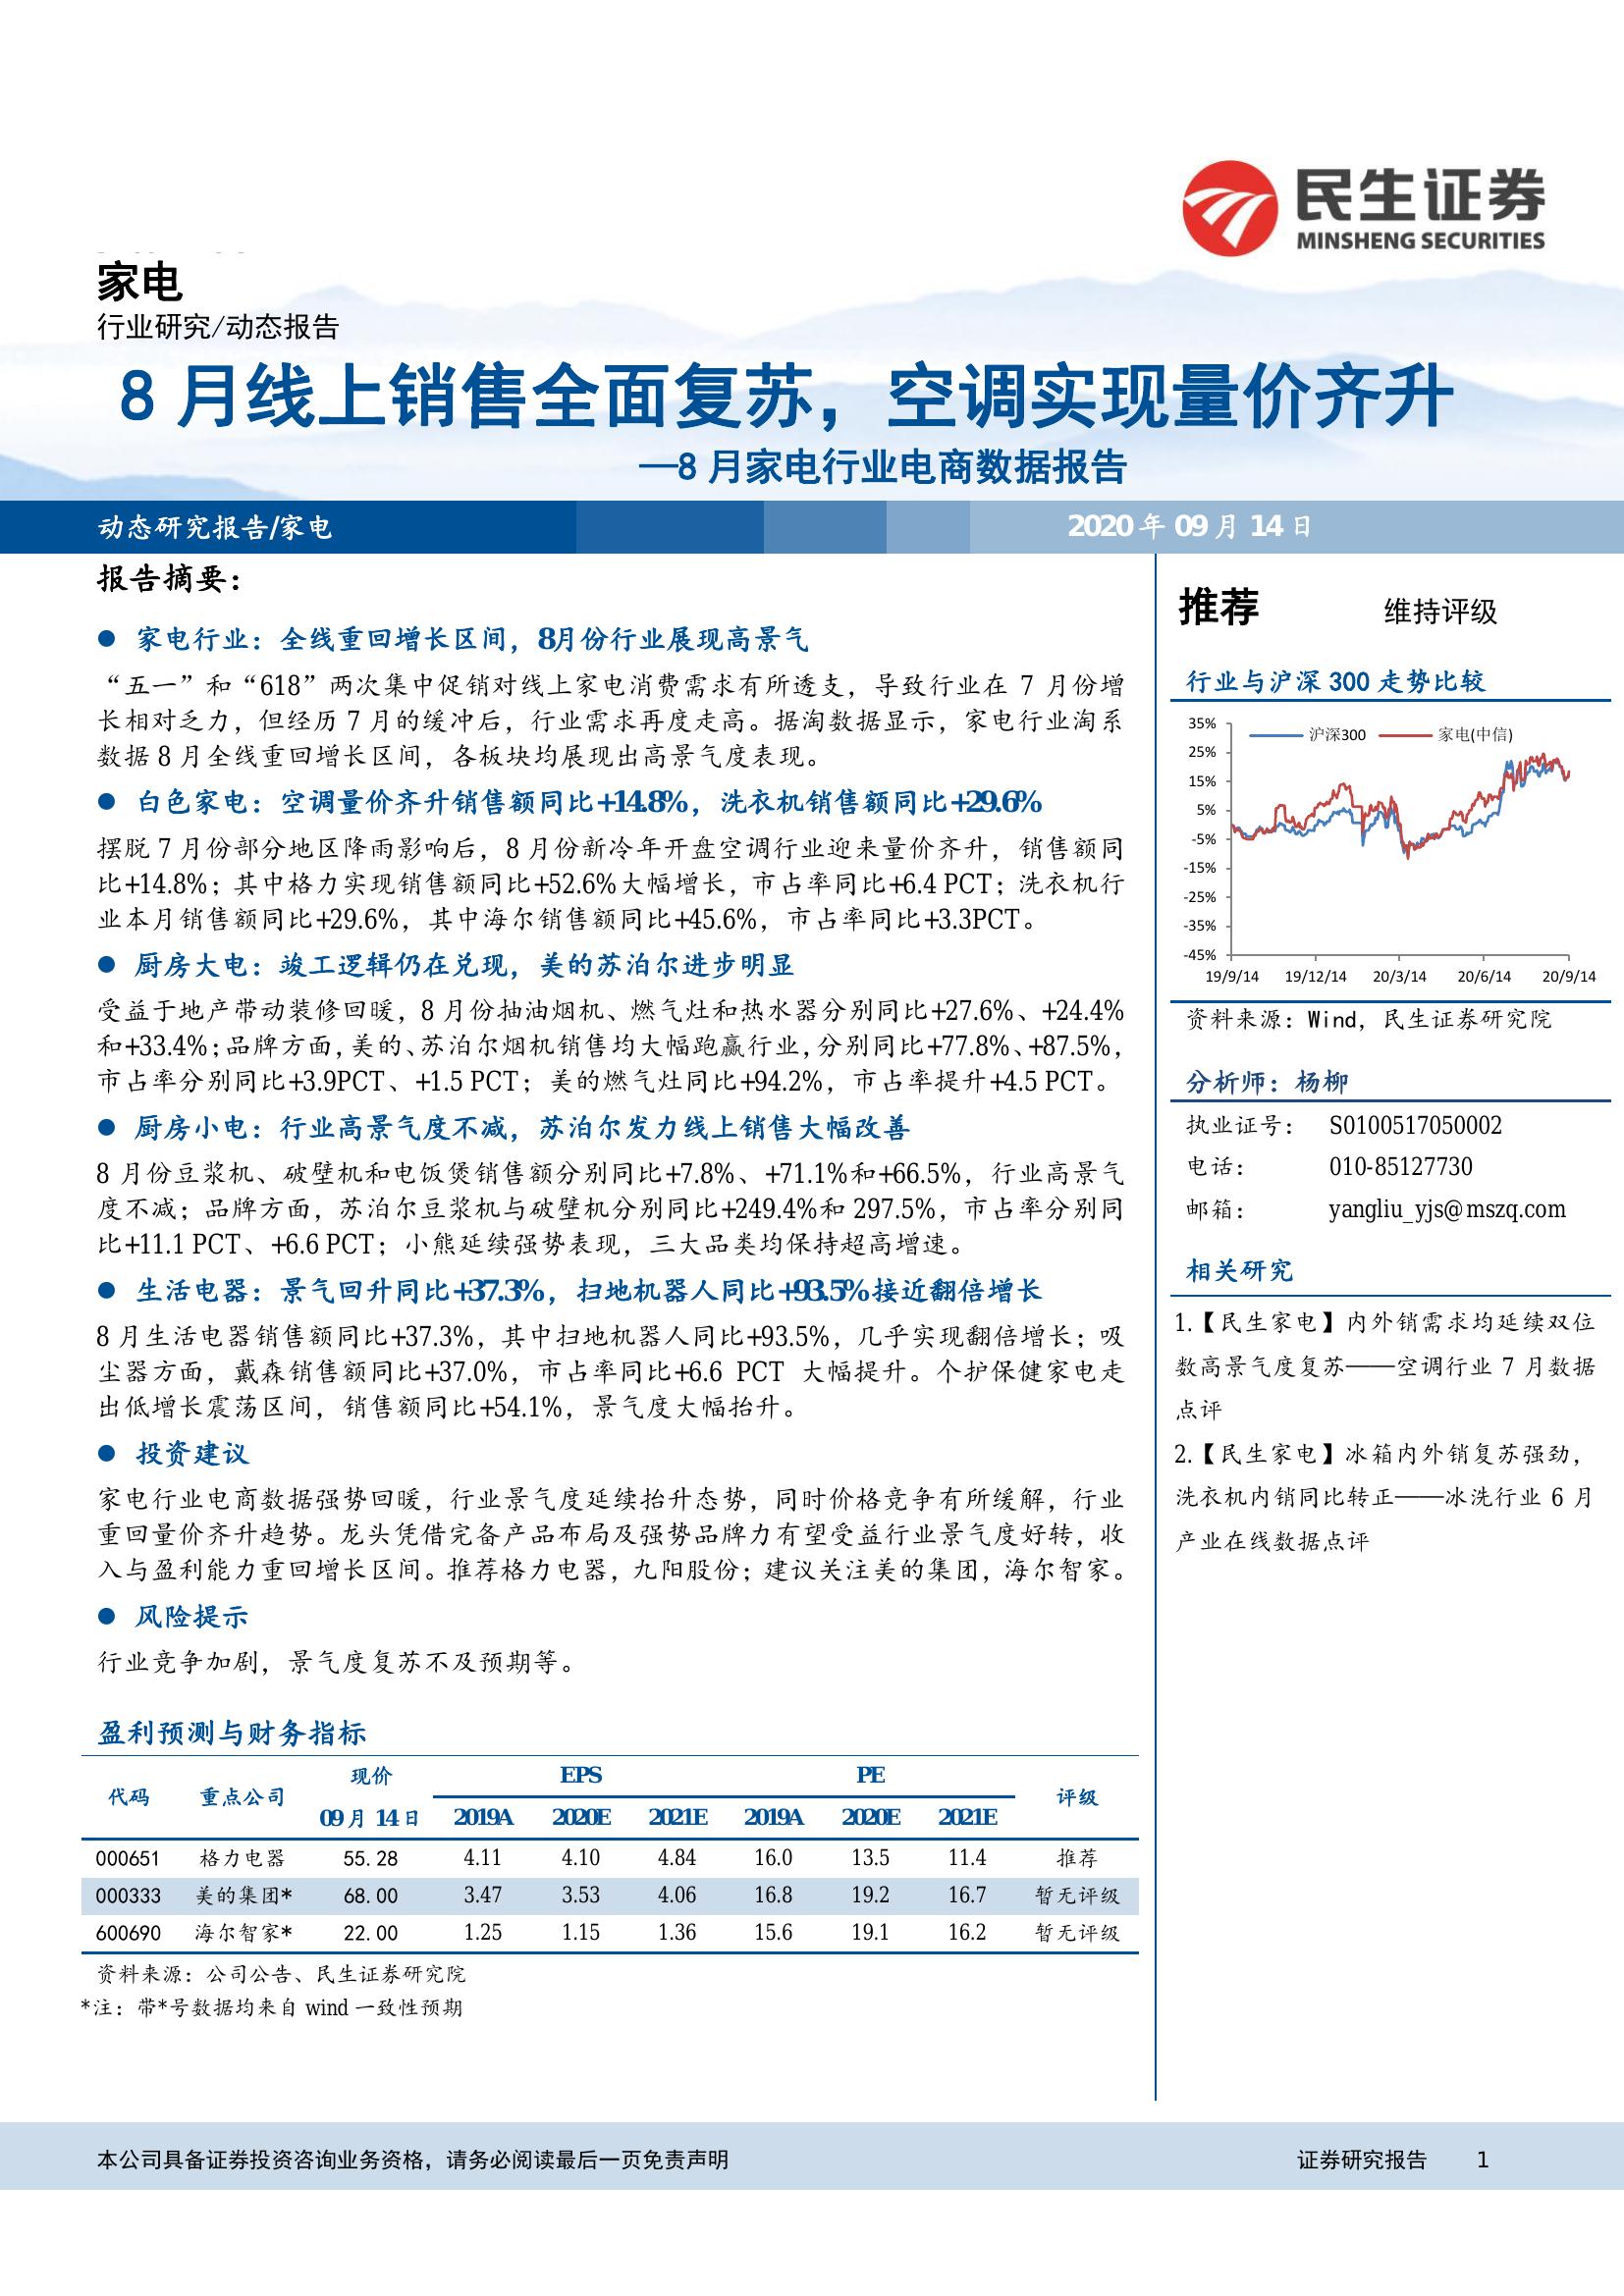 民生证券
MINSHENG SECURITIES
家电
行业研究/动态报告
8 月线上销售全面复苏，空调实现量价齐升
—8 月家电行业电商数据报告
动态研究报告/家电
2020 年 09 月 14 日
报告摘要：
● 家电行业：全线重回增长区间，8月份行业展现高景气
“五一”和“618”两次集中促销对线上家电消费需求有所透支，导致行业在 7 月份增
长相对乏力，但经历 7 月的缓冲后，行业需求再度走高。据淘数据显示，家电行业淘系
数据 8 月全线重回增长区间，各板块均展现出高景气度表现。
● 白色家电：空调量价齐升销售额同比+14.8%，洗衣机销售额同比+29.6%
摆脱 7 月份部分地区降雨影响后，8 月份新冷年开盘空调行业迎来量价齐升，销售额同
比+14.8%；其中格力实现销售额同比+52.6%大幅增长，市占率同比+6.4 PCT；洗衣机行
业本月销售额同比+29.6%，其中海尔销售额同比+45.6%，市占率同比+3.3PCT。
● 厨房大电：竣工逻辑仍在兑现，美的苏泊尔进步明显
受益于地产带动装修回暖，8 月份抽油烟机、燃气灶和热水器分别同比+27.6%、+24.4%
和+33.4%；品牌方面，美的、苏泊尔烟机销售均大幅跑赢行业，分别同比+77.8%、+87.5%，
市占率分别同比+3.9PCT、+1.5 PCT；美的燃气灶同比+94.2%，市占率提升+4.5 PCT。
● 厨房小电：行业高景气度不减，苏泊尔发力线上销售大幅改善
8 月份豆浆机、破壁机和电饭煲销售额分别同比+7.8%、+71.1%和+66.5%，行业高景气
度不减；品牌方面，苏泊尔豆浆机与破壁机分别同比+249.4%和 297.5%，市占率分别同
比+11.1 PCT、+6.6 PCT；小熊延续强势表现，三大品类均保持超高增速。
● 生活电器：景气回升同比+37.3%，扫地机器人同比+93.5%接近翻倍增长
8 月生活电器销售额同比+37.3%，其中扫地机器人同比+93.5%，几乎实现翻倍增长；吸
尘器方面，戴森销售额同比+37.0%，市占率同比+6.6 PCT 大幅提升。个护保健家电走
出低增长震荡区间，销售额同比+54.1%，景气度大幅抬升。
● 投资建议
家电行业电商数据强势回暖，行业景气度延续抬升态势，同时价格竞争有所缓解，行业
重回量价齐升趋势。龙头凭借完备产品布局及强势品牌力有望受益行业景气度好转，收
入与盈利能力重回增长区间。推荐格力电器，九阳股份；建议关注美的集团，海尔智家。
● 风险提示
行业竞争加剧，景气度复苏不及预期等。
盈利预测与财务指标
代码 重点公司 现价 EPS PE 评级
09 月 14 日 2019A 2020E 2021E 2019A 2020E 2021E
000651 格力电器 55.28 4.11 4.10 4.84 16.0 13.5 11.4 推荐
000333 美的集团* 68.00 3.47 3.53 4.06 16.8 19.2 16.7 暂无评级
600690 海尔智家* 22.00 1.25 1.15 1.36 15.6 19.1 16.2 暂无评级
资料来源：公司公告、民生证券研究院
*注：带*号数据均来自 wind 一致性预期
推荐 维持评级
行业与沪深 300 走势比较
沪深300 家电(中信)
35%
25%
15%
5%
-5%
-15%
-25%
-35%
-45%
19/9/14 19/12/14 20/3/14 20/6/14 20/9/14
资料来源：Wind，民生证券研究院
分析师：杨柳
执业证号： S0100517050002
电话： 010-85127730
邮箱： yangliu_yjs@mszq.com
相关研究
1.【民生家电】内外销需求均延续双位
数高景气度复苏——空调行业 7 月数据
点评
2.【民生家电】冰箱内外销复苏强劲，
洗衣机内销同比转正——冰洗行业 6 月
产业在线数据点评
本公司具备证券投资咨询业务资格，请务必阅读最后一页免责声明
证券研究报告 1